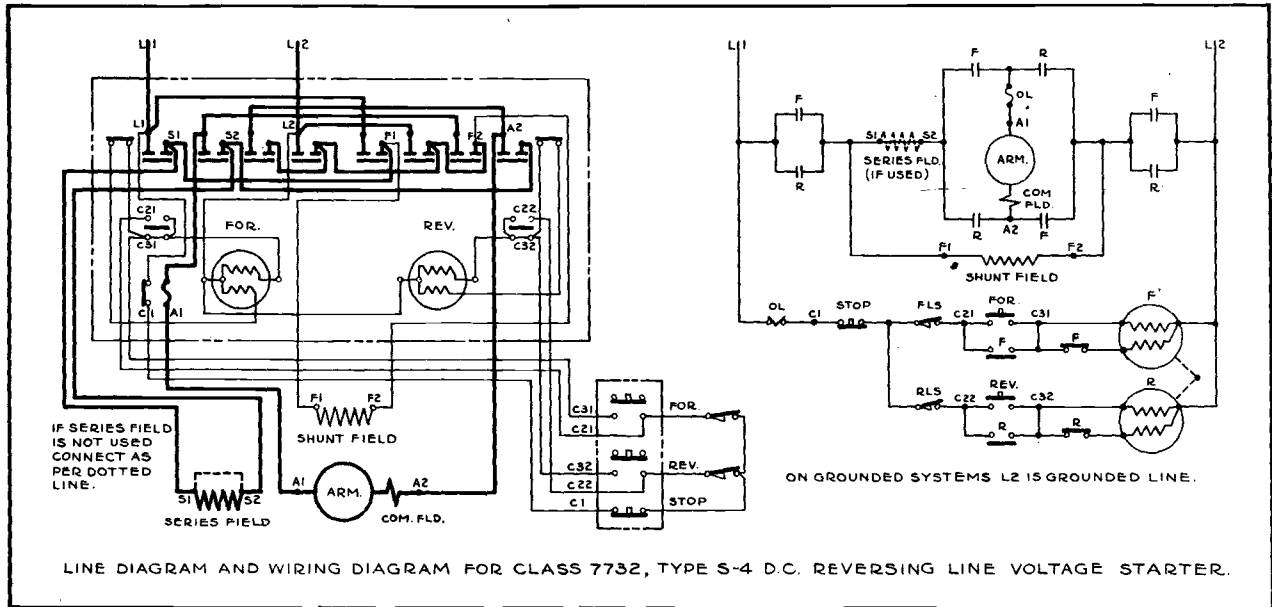 L1
L2
L1
S1
S2
L2
F1
F2
A2
C21
C31
FOR.
REV.
C22
C32
C1
A1
IF SERIES FIELD
IS NOT USED
CONNECT AS
PER DOTTED
LINE.
F1
F2
SHUNT FIELD
S1
S2
SERIES FIELD
A1
ARM.
A2
COM. FLD.
C31
C21
C32
C22
C1
FOR.
REV.
STOP
L1
L2
F
R
OL
A1
F
R
S1
S2
SERIES FLD.
(IF USED)
ARM.
COM
FLD.
F
R
R
A2
F
F1
F2
SHUNT FIELD
OL
C1
STOP
FLS
C21
FOR.
C31
F
F
F
RLS
C22
REV.
C32
R
R
R
ON GROUNDED SYSTEMS L2 IS GROUNDED LINE.
LINE DIAGRAM AND WIRING DIAGRAM FOR CLASS 7732, TYPE S-4 D.C. REVERSING LINE VOLTAGE STARTER.